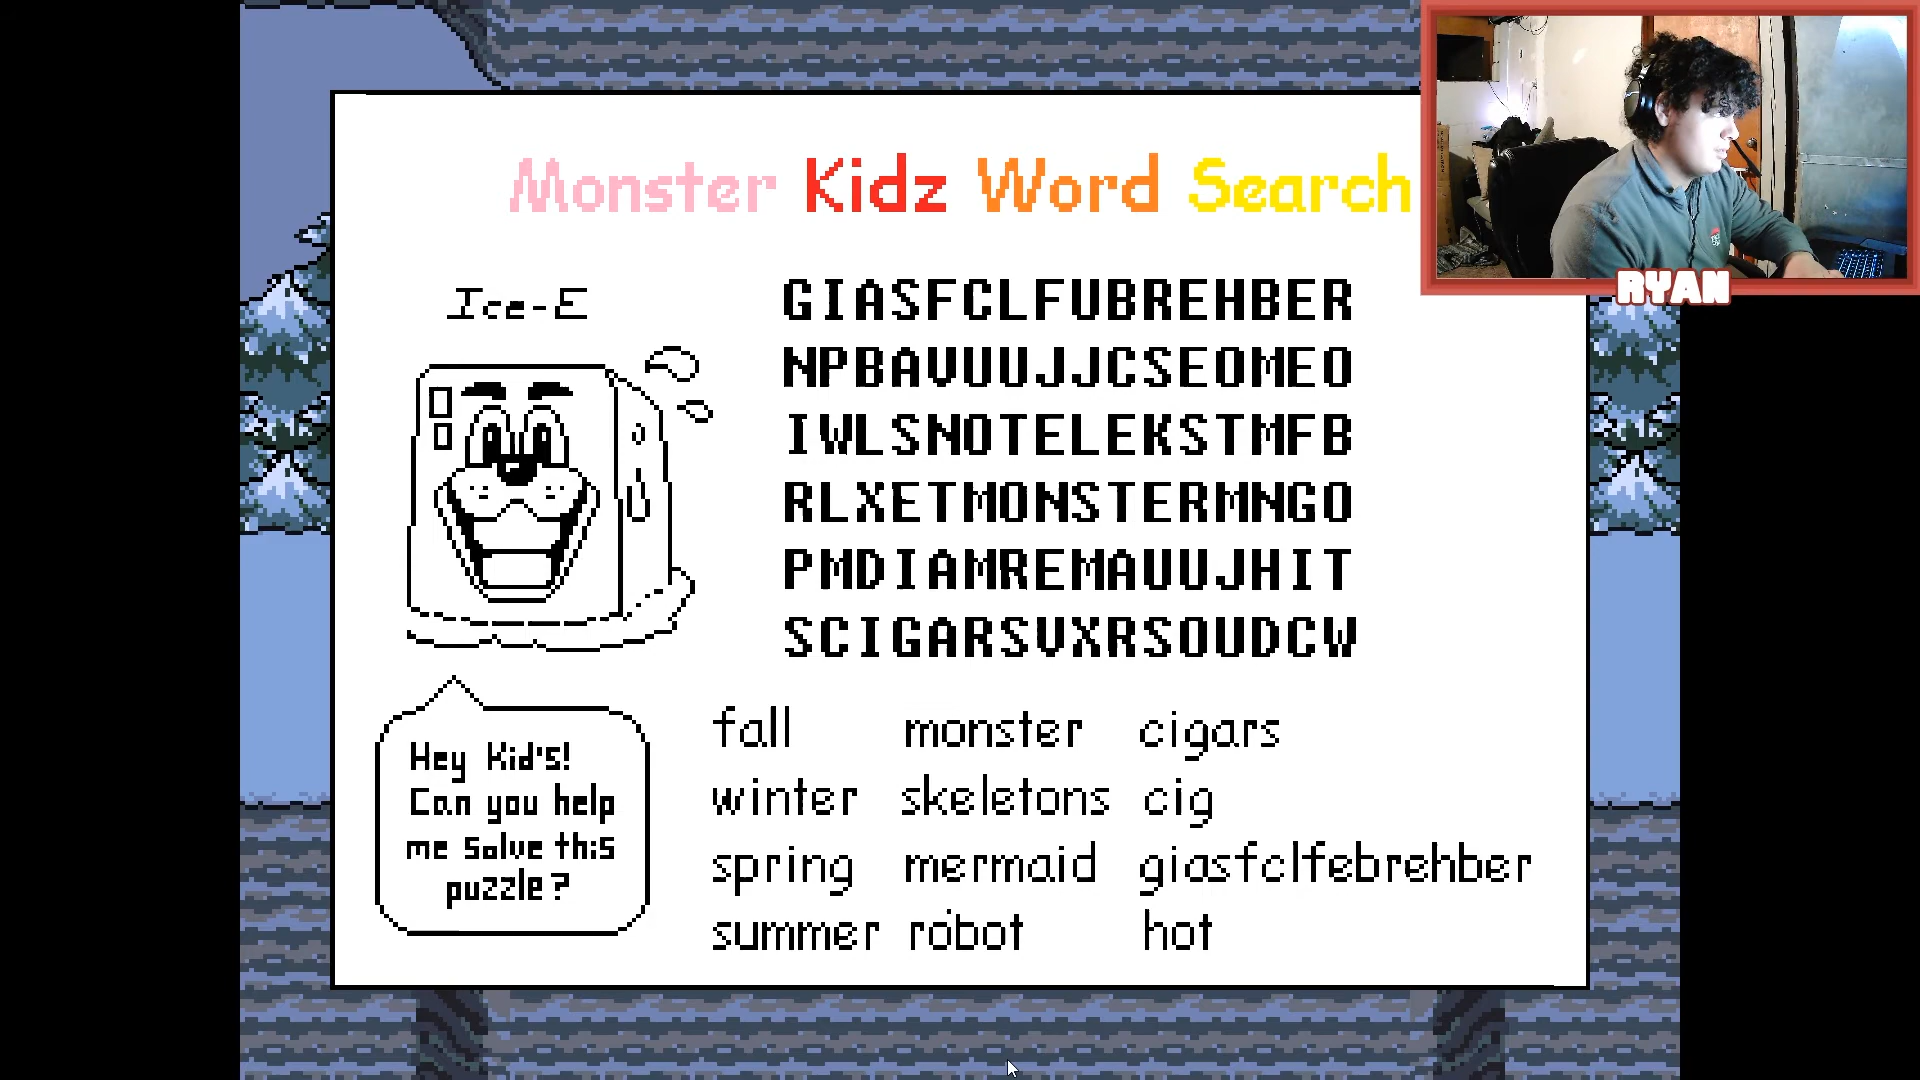 Monster Kidz Word Search
RYAN
Ice-E
GIASFCLFUBREHBER
NPBAVUUUJJCSEOMEO
IWLSNOTELEKSTMFB
RLXETMONSTERMNGO
PMDIAMREMAUUJHIT
SCIGARSVXRSOUDCW
Hey Kid's!
Can you help
me solve this
puzzle?
fall monster cigars
winter skeletons cig
spring mermaid giasfclfebrehber
summer robot hot